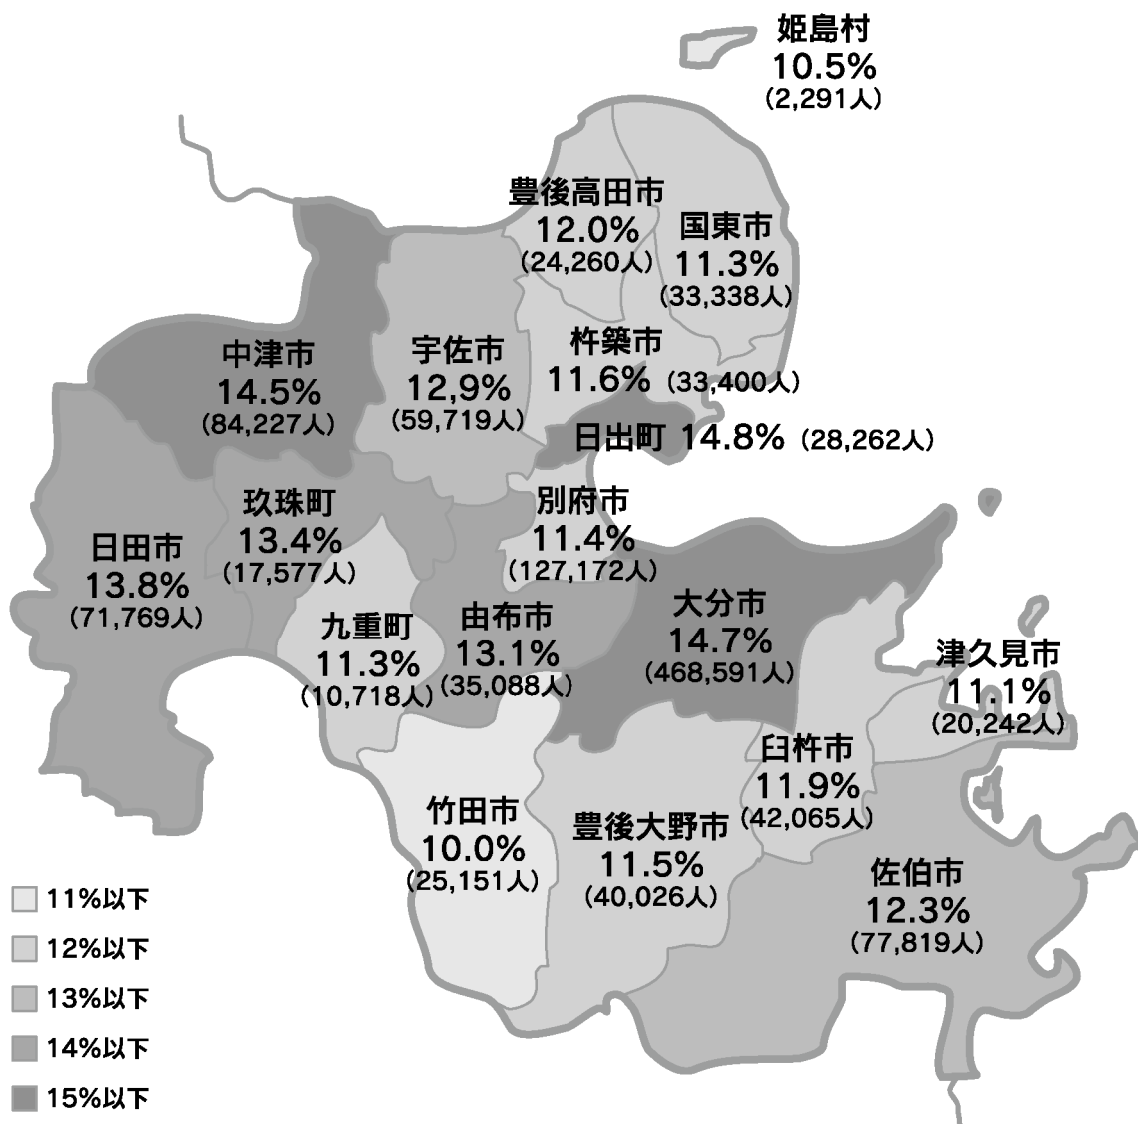 姫島村
10.5%
(2,291人)
豊後高田市
12.0%
(24,260人)
国東市
11.3%
(33,338人)
杵築市
11.6% (33,400人)
中津市
14.5%
(84,227人)
宇佐市
12,9%
(59,719人)
日出町 14.8% (28,262人)
玖珠町
13.4%
(17,577人)
別府市
11.4%
(127,172人)
日田市
13.8%
(71,769人)
九重町
11.3%
(10,718人)
由布市
13.1%
(35,088人)
大分市
14.7%
(468,591人)
津久見市
11.1%
(20,242人)
臼杵市
11.9%
(42,065人)
竹田市
10.0%
(25,151人)
豊後大野市
11.5%
(40,026人)
佐伯市
12.3%
(77,819人)
11%以下
12%以下
13%以下
14%以下
15%以下